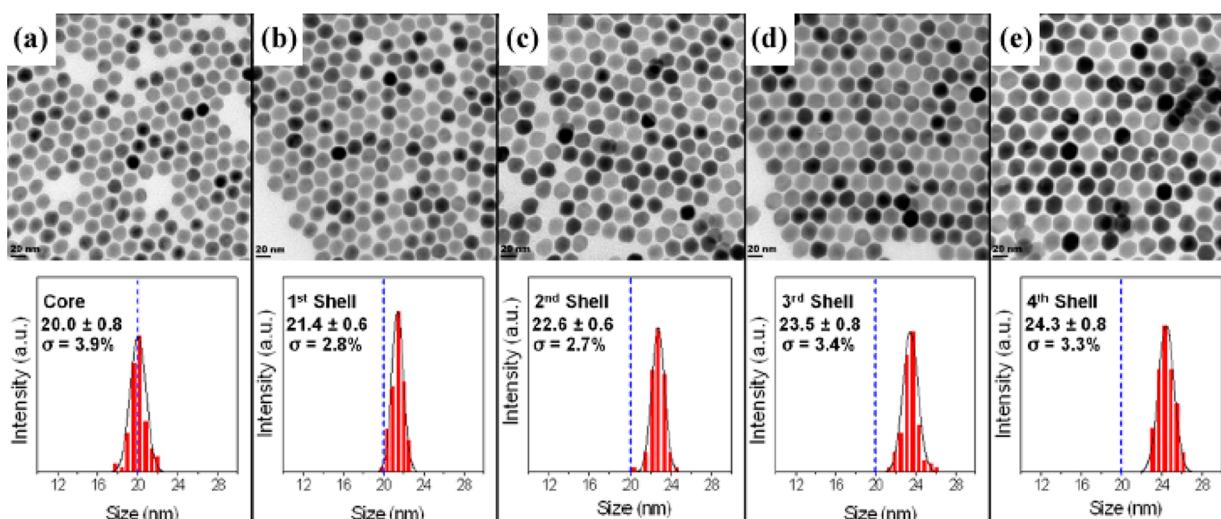 (a)
(b)
(c)
(d)
(e)
20 nm
20 nm
20 nm
20 nm
20 nm
Intensity (a.u.)
Core
20.0 ± 0.8
σ = 3.9%
12 16 20 24 28
Size (nm)
Intensity (a.u.)
1st Shell
21.4 ± 0.6
σ = 2.8%
12 16 20 24 28
Size (nm)
Intensity (a.u.)
2nd Shell
22.6 ± 0.6
σ = 2.7%
12 16 20 24 28
Size (nm)
Intensity (a.u.)
3rd Shell
23.5 ± 0.8
σ = 3.4%
12 16 20 24 28
Size (nm)
Intensity (a.u.)
4th Shell
24.3 ± 0.8
σ = 3.3%
12 16 20 24 28
Size (nm)